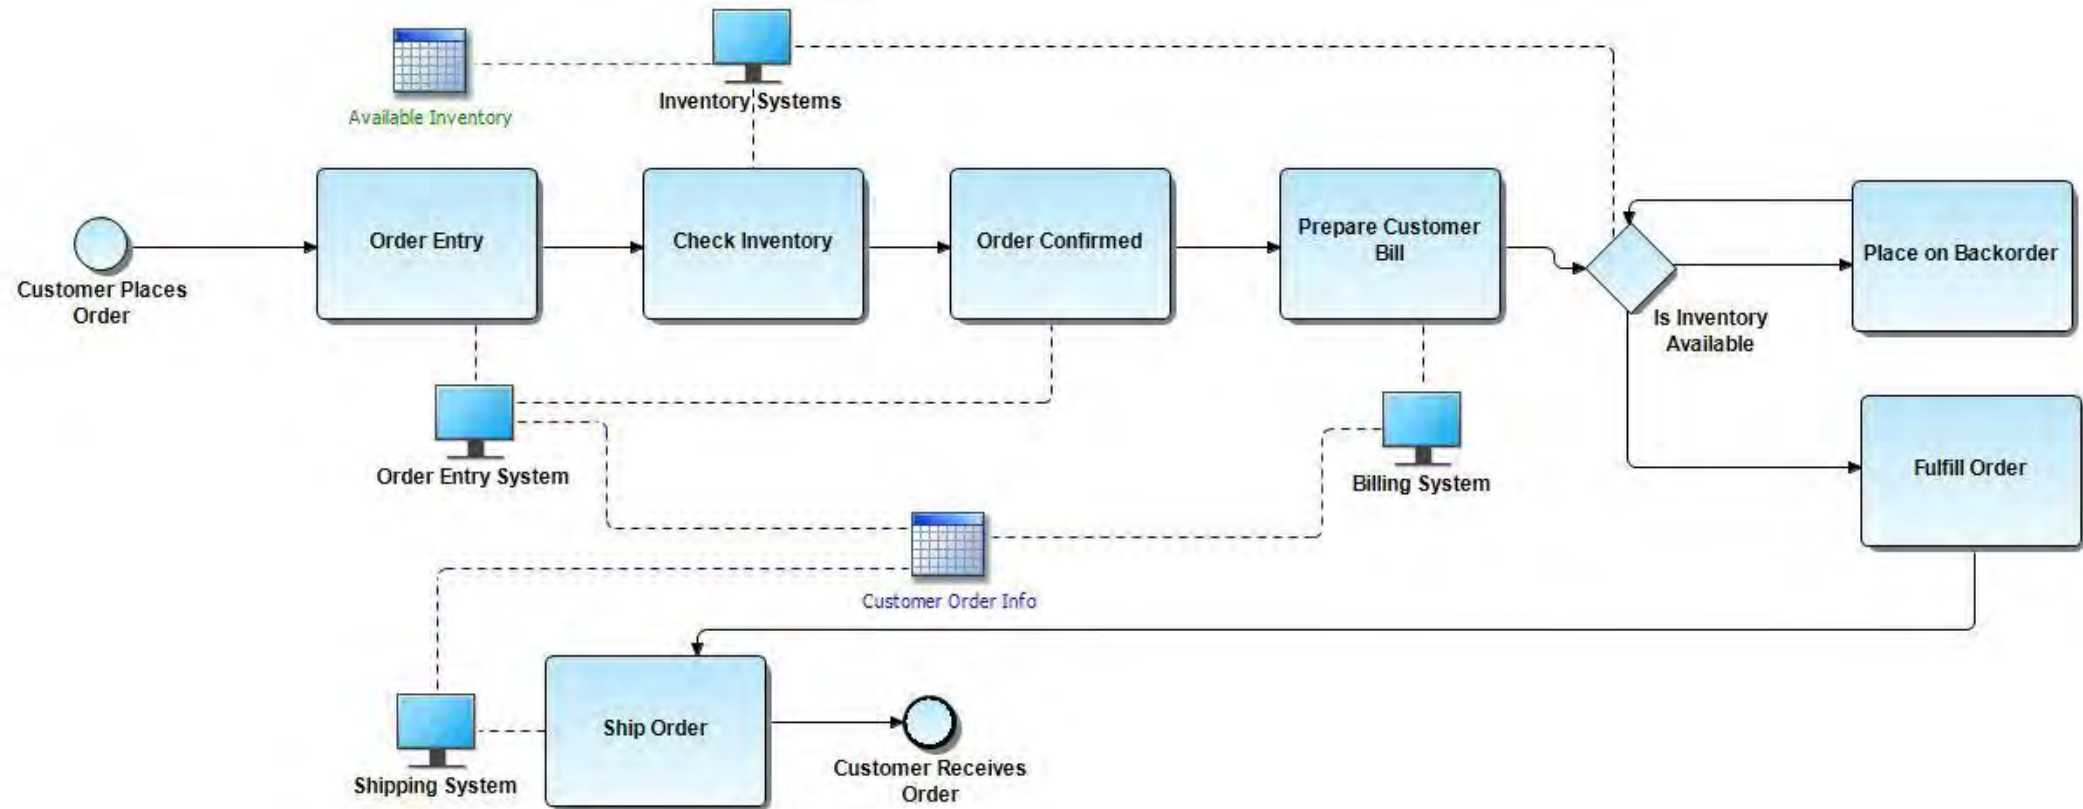 Available Inventory
Inventory Systems
Customer Places
Order
Order Entry
Check Inventory
Order Confirmed
Prepare Customer
Bill
Is Inventory
Available
Place on Backorder
Order Entry System
Billing System
Fulfill Order
Customer Order Info
Shipping System
Ship Order
Customer Receives
Order